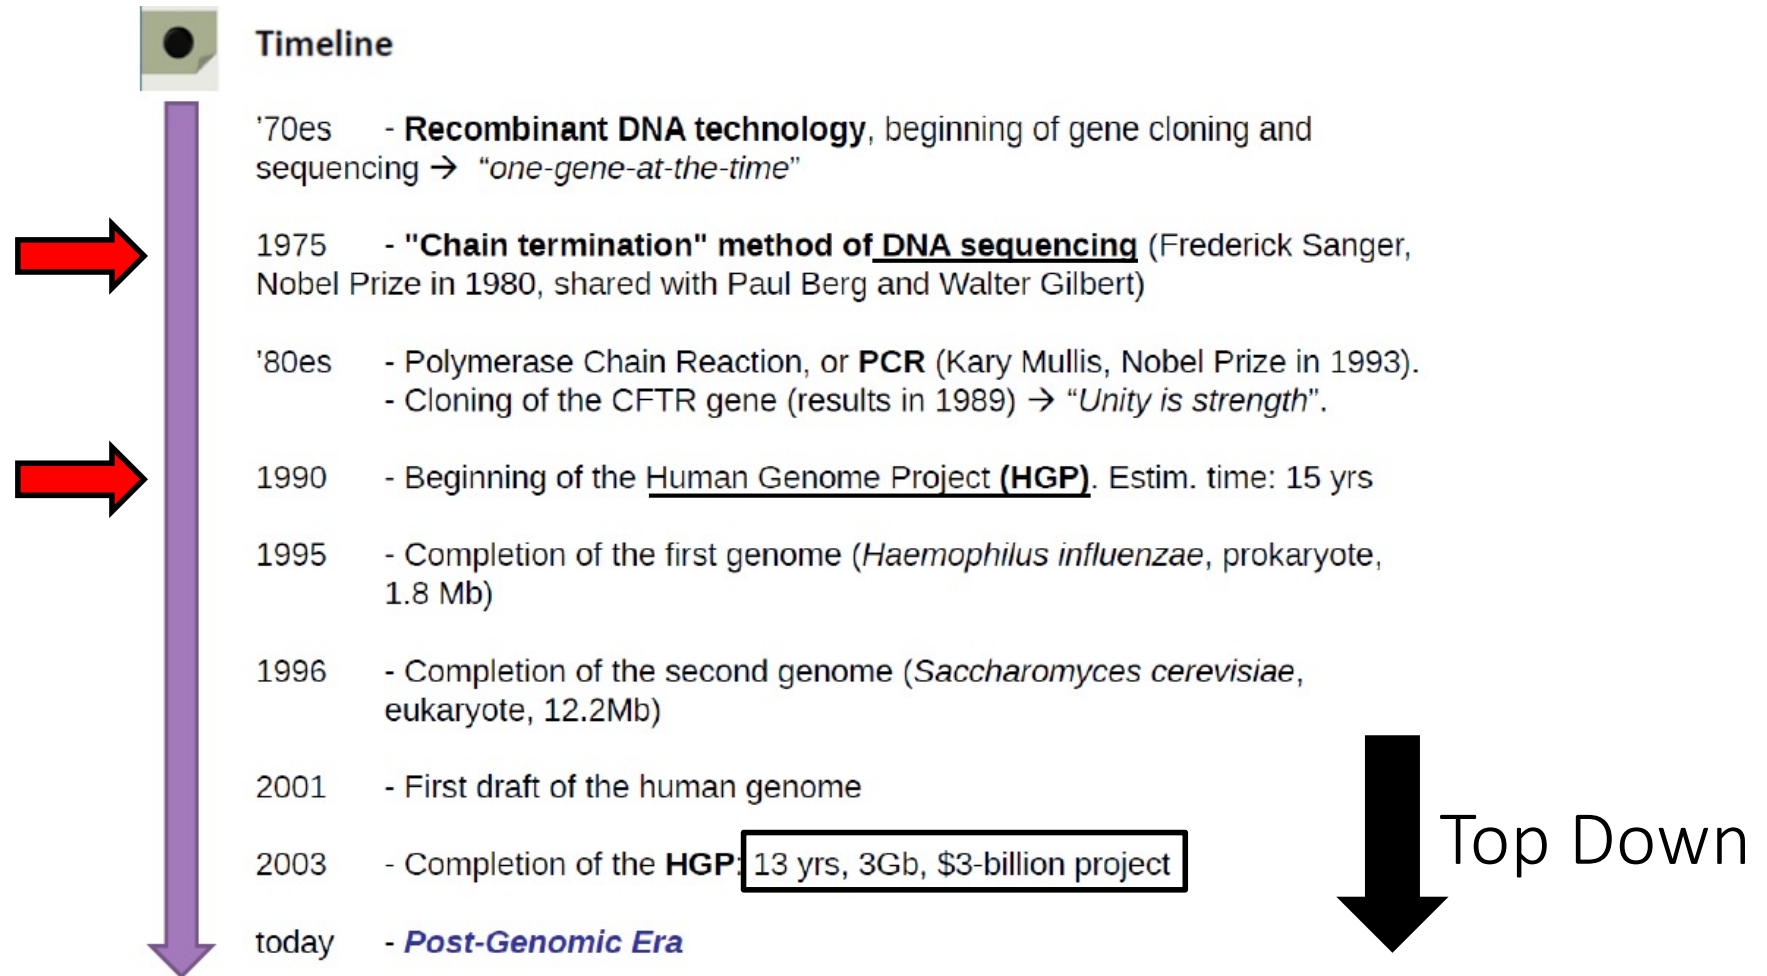 Timeline
’70es - Recombinant DNA technology, beginning of gene cloning and
sequencing → “one-gene-at-the-time”
1975 - "Chain termination" method of DNA sequencing (Frederick Sanger,
Nobel Prize in 1980, shared with Paul Berg and Walter Gilbert)
’80es - Polymerase Chain Reaction, or PCR (Kary Mullis, Nobel Prize in 1993).
- Cloning of the CFTR gene (results in 1989) → “Unity is strength”.
1990 - Beginning of the Human Genome Project (HGP). Estim. time: 15 yrs
1995 - Completion of the first genome (Haemophilus influenzae, prokaryote,
1.8 Mb)
1996 - Completion of the second genome (Saccharomyces cerevisiae,
eukaryote, 12.2Mb)
2001 - First draft of the human genome
2003 - Completion of the HGP: 13 yrs, 3Gb, $3-billion project
Top Down
today - Post-Genomic Era